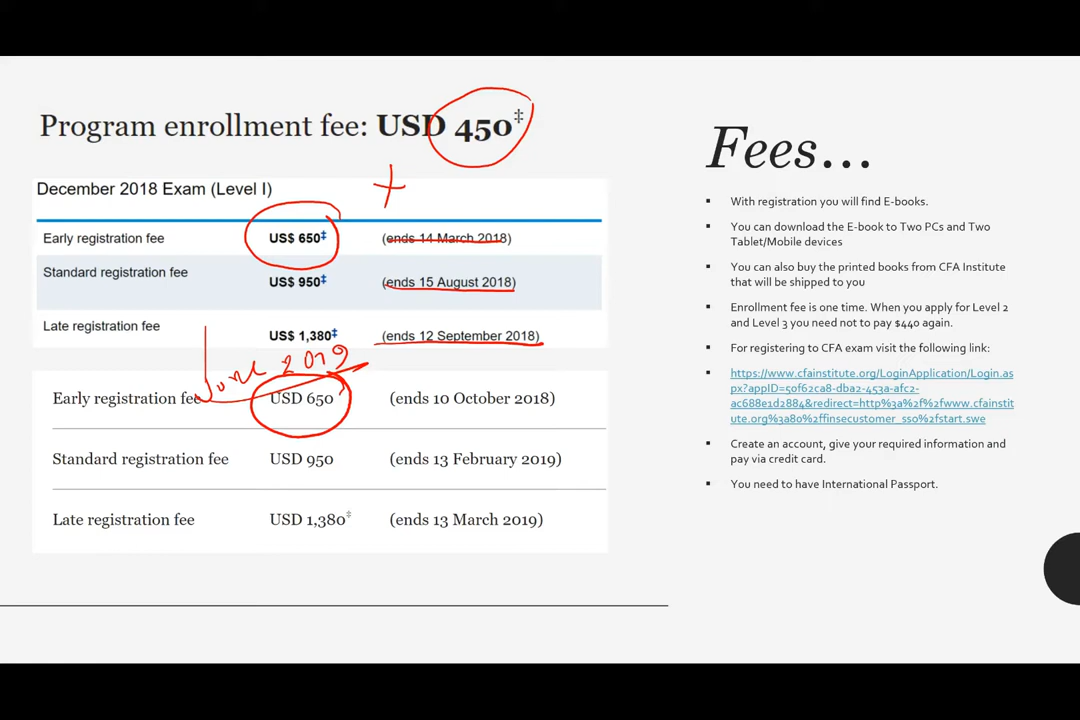 Program enrollment fee: USD 450‡
December 2018 Exam (Level I)
Early registration fee US$ 650‡ (ends 14 March 2018)
Standard registration fee US$ 950‡ (ends 15 August 2018)
Late registration fee US$ 1,380‡ (ends 12 September 2018)
+
June 2019
Early registration fee USD 650 (ends 10 October 2018)
Standard registration fee USD 950 (ends 13 February 2019)
Late registration fee USD 1,380‡ (ends 13 March 2019)
Fees...
With registration you will find E-books.
You can download the E-book to Two PCs and Two
Tablet/Mobile devices
You can also buy the printed books from CFA Institute
that will be shipped to you
Enrollment fee is one time. When you apply for Level 2
and Level 3 you need not to pay $440 again.
For registering to CFA exam visit the following link:
https://www.cfainstitute.org/LoginApplication/Login.as
px?appID=50f62ca8-dba2-453a-afc2-
ac688e1d2884&redirect=http%3a%2f%2fwww.cfainstit
ute.org%3a80%2ffinsecustomer_sso%2fstart.swe
Create an account, give your required information and
pay via credit card.
You need to have International Passport.